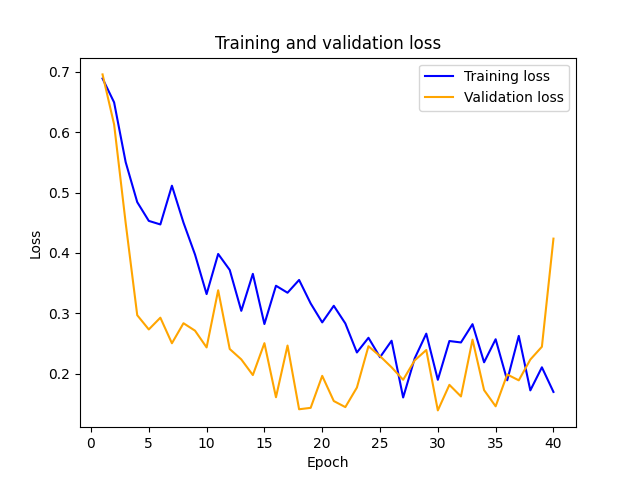 Training and validation loss
Training loss
Validation loss
0.7
0.6
0.5
0.4
0.3
0.2
Loss
0 5 10 15 20 25 30 35 40
Epoch